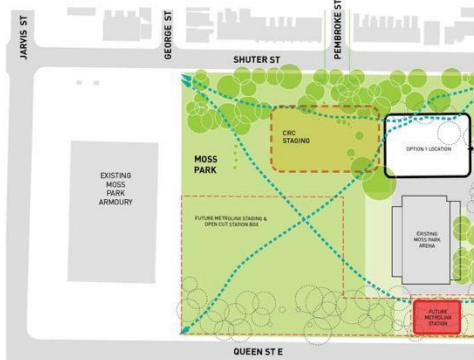 JARVIS ST
GEORGE ST
PEMBROKE ST
SHUTER ST
CRC
STAGING
MOSS
PARK
OPTION 1 LOCATION
EXISTING
MOSS
PARK
ARMOURY
FUTURE METROLINX STAGING &
OPEN CUT STATION BOX
EXISTING
MOSS PARK
ARENA
FUTURE
METROLINX
STATION
QUEEN ST E